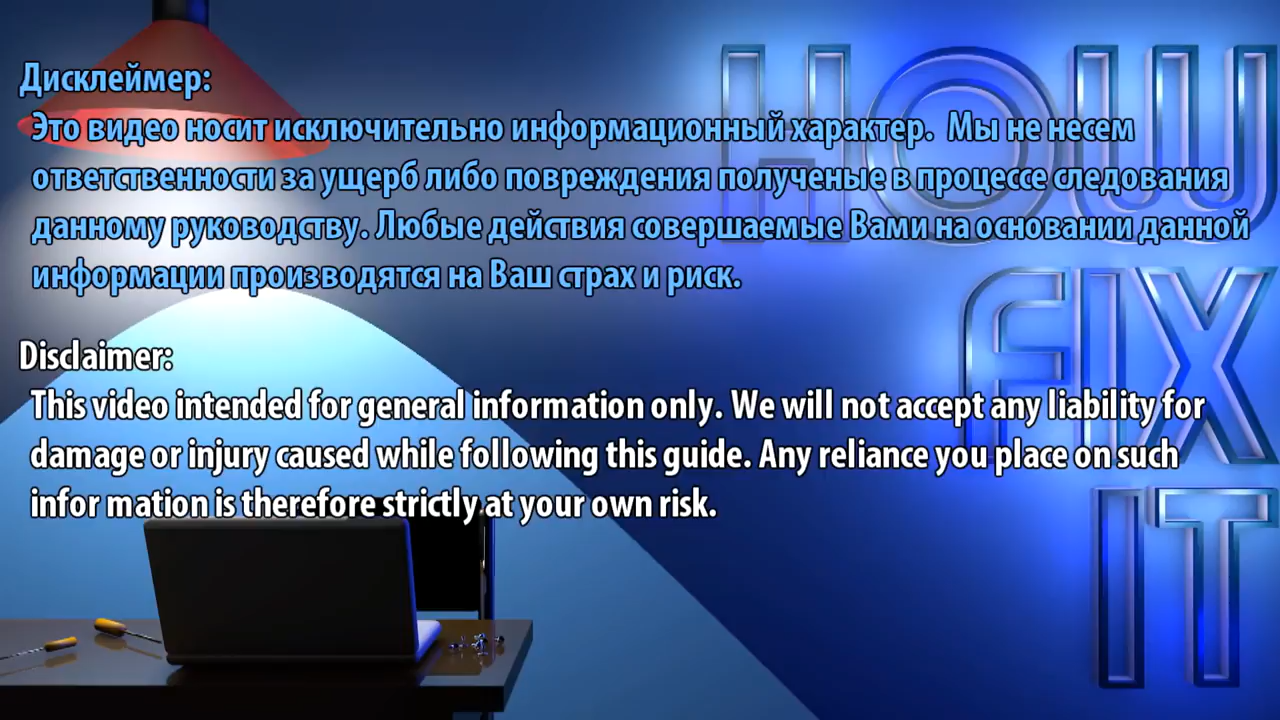 Дисклеймер:
Это видео носит исключительно информационный характер. Мы не несем
ответственности за ущерб либо повреждения полученые в процессе следования
данному руководству. Любые действия совершаемые Вами на основании данной
информации производятся на Ваш страх и риск.
Disclaimer:
This video intended for general information only. We will not accept any liability for
damage or injury caused while following this guide. Any reliance you place on such
infor mation is therefore strictly at your own risk.
HOW
FIX
IT